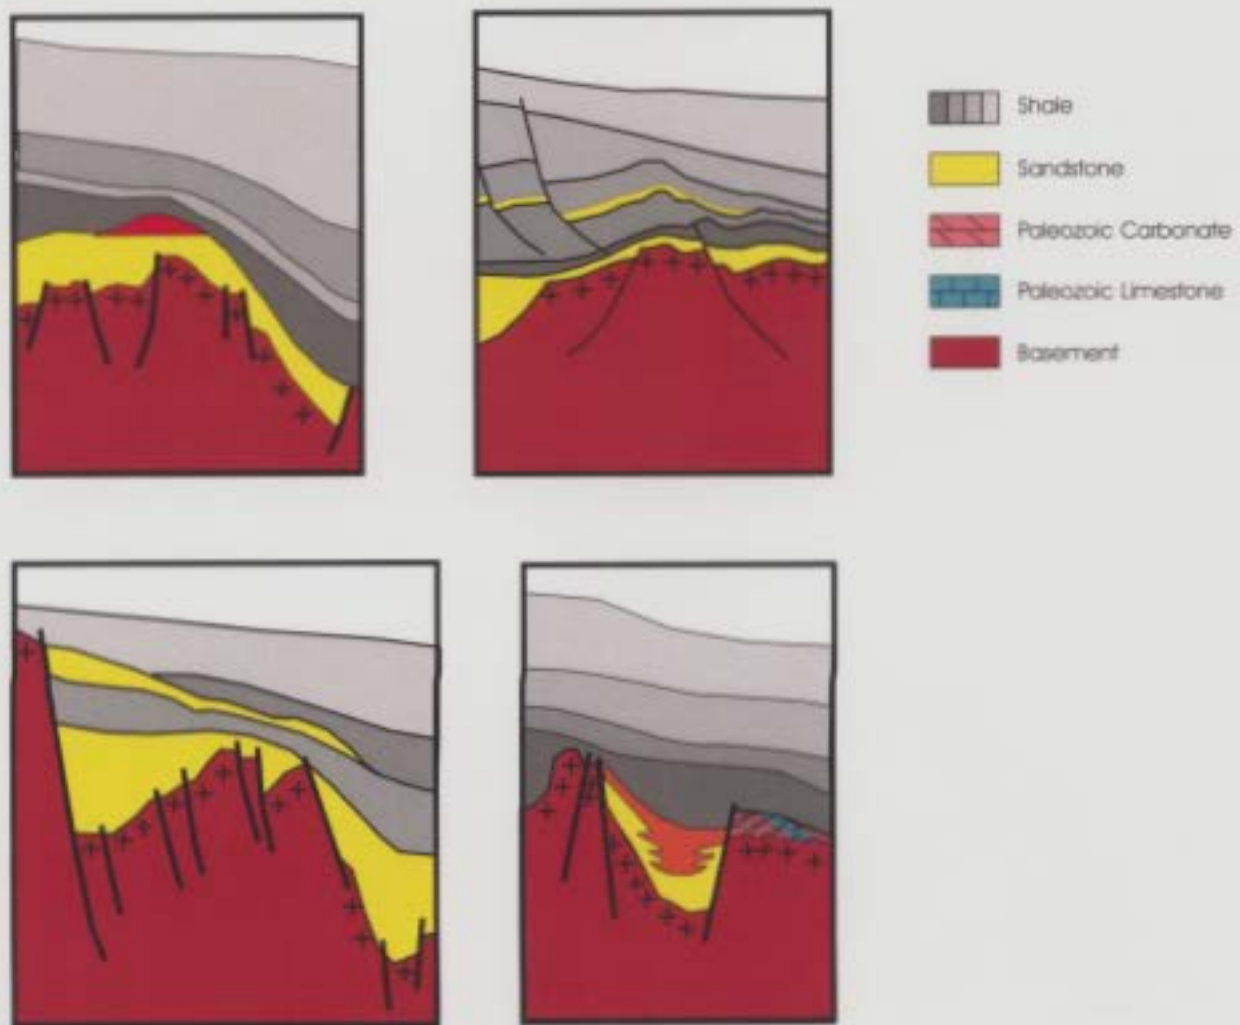 Shale
Sandstone
Paleozoic Carbonate
Paleozoic Limestone
Basement